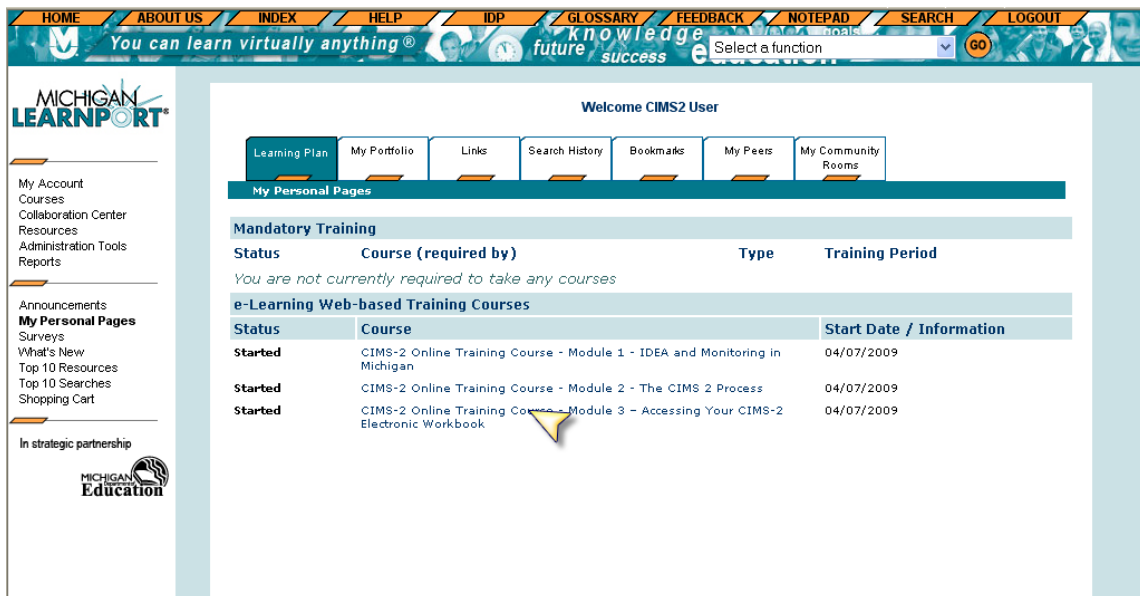 HOME ABOUT US INDEX HELP IDP GLOSSARY FEEDBACK NOTEPAD SEARCH LOGOUT
You can learn virtually anything ®
future knowledge success goals education
Select a function
GO
MICHIGAN
LEARNPORT®
My Account
Courses
Collaboration Center
Resources
Administration Tools
Reports
Announcements
My Personal Pages
Surveys
What's New
Top 10 Resources
Top 10 Searches
Shopping Cart
In strategic partnership
MICHIGAN
Department of
Education
Welcome CIMS2 User
Learning Plan My Portfolio Links Search History Bookmarks My Peers My Community
Rooms
My Personal Pages
Mandatory Training
Status Course (required by) Type Training Period
You are not currently required to take any courses
e-Learning Web-based Training Courses
Status Course Start Date / Information
Started CIMS-2 Online Training Course - Module 1 - IDEA and Monitoring in 04/07/2009
Michigan
Started CIMS-2 Online Training Course - Module 2 - The CIMS 2 Process 04/07/2009
Started CIMS-2 Online Training Course - Module 3 – Accessing Your CIMS-2 04/07/2009
Electronic Workbook